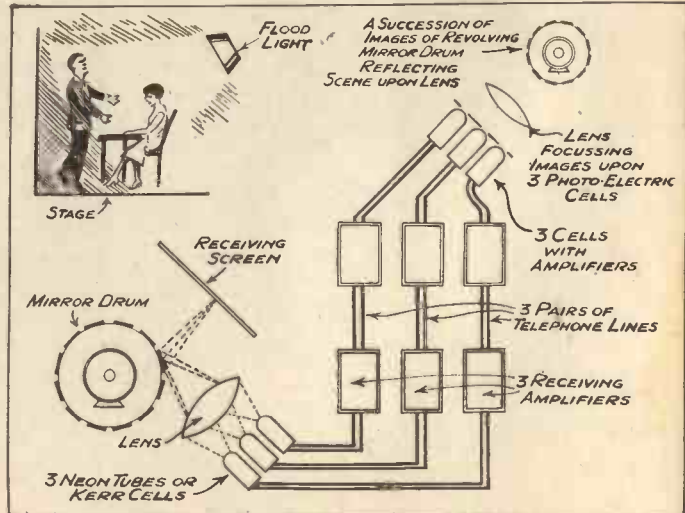 FLOOD
LIGHT
A SUCCESSION OF
IMAGES OF REVOLVING
MIRROR DRUM
REFLECTING
SCENE UPON LENS
LENS
FOCUSSING
IMAGES UPON
3 PHOTO-ELECTRIC
CELLS
STAGE
3 CELLS
WITH
AMPLIFIERS
RECEIVING
SCREEN
MIRROR DRUM
3 PAIRS OF
TELEPHONE LINES
3 RECEIVING
AMPLIFIERS
LENS
3 NEON TUBES OR
KERR CELLS